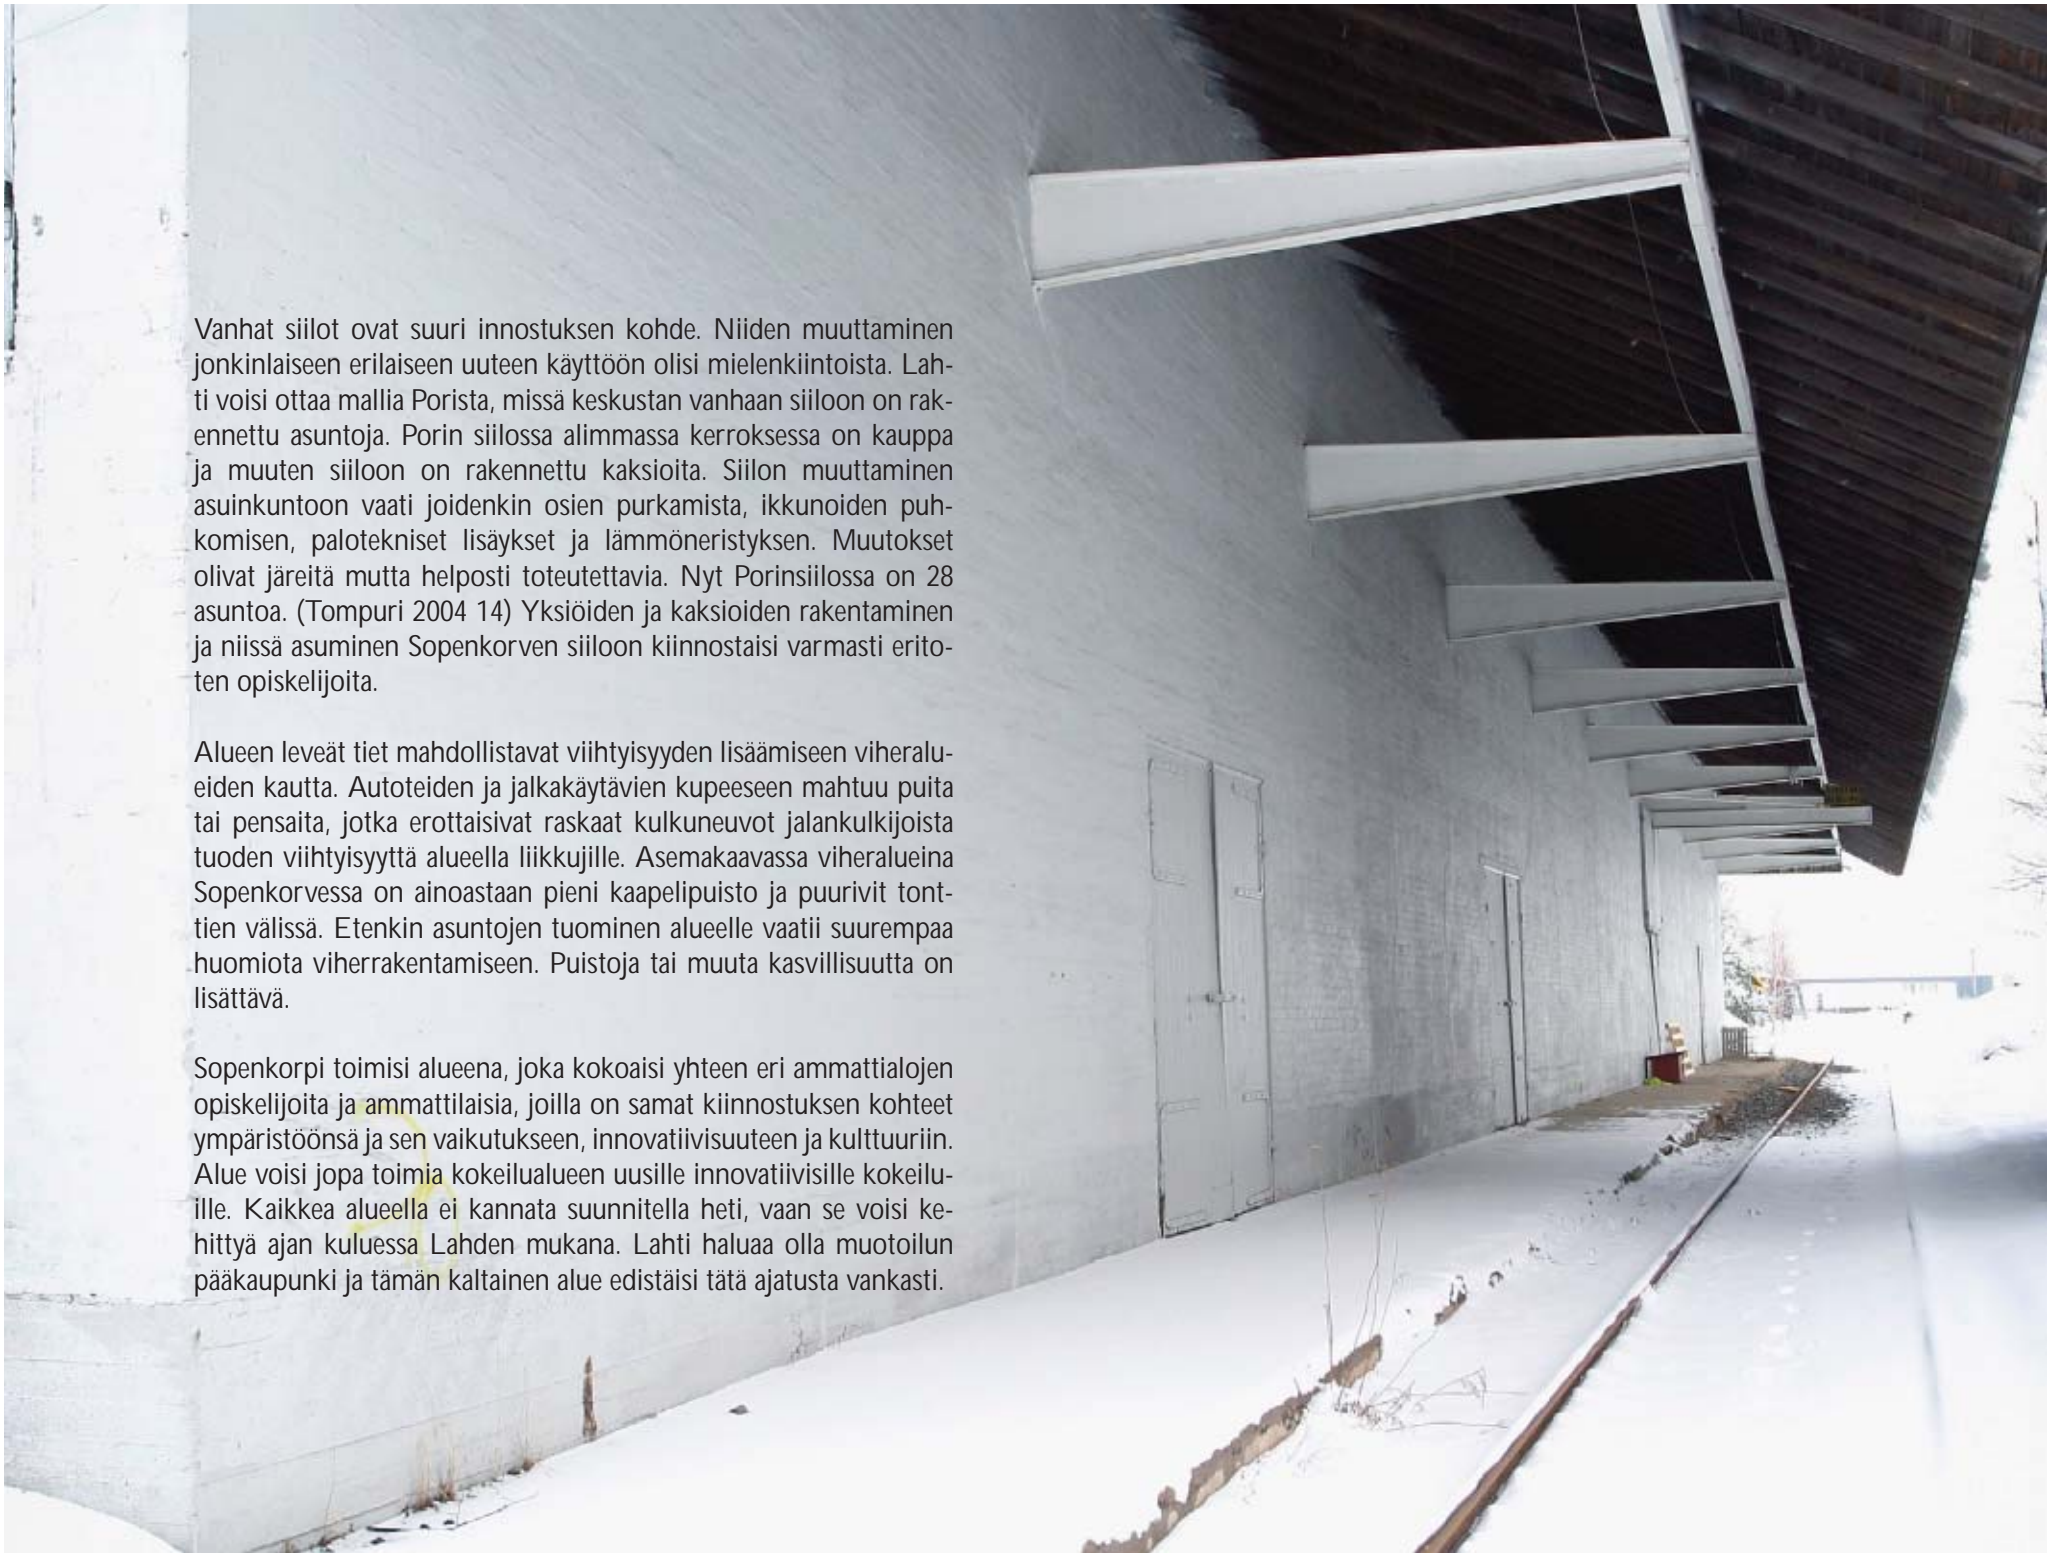 Vanhat siilot ovat suuri innostuksen kohde. Niiden muuttaminen
jonkinlaiseen erilaiseen uuteen käyttöön olisi mielenkiintoista. Lah-
ti voisi ottaa mallia Porista, missä keskustan vanhaan siiloon on rak-
ennettu asuntoja. Porin siilossa alimmassa kerroksessa on kauppa
ja muuten siiloon on rakennettu kaksioita. Siilon muuttaminen
asuinkuntoon vaati joidenkin osien purkamista, ikkunoiden puh-
komisen, palotekniset lisäykset ja lämmöneristyksen. Muutokset
olivat järeitä mutta helposti toteutettavia. Nyt Porinsiilossa on 28
asuntoa. (Tompuri 2004 14) Yksiöiden ja kaksioiden rakentaminen
ja niissä asuminen Sopenkorven siiloon kiinnostaisi varmasti erito-
ten opiskelijoita.

Alueen leveät tiet mahdollistavat viihtyisyyden lisäämiseen viheralu-
eiden kautta. Autoteiden ja jalkakäytävien kupeeseen mahtuu puita
tai pensaita, jotka erottaisivat raskaat kulkuneuvot jalankulkijoista
tuoden viihtyisyyttä alueella liikkujille. Asemakaavassa viheralueina
Sopenkorvessa on ainoastaan pieni kaapelipuisto ja puurivit tont-
tien välissä. Etenkin asuntojen tuominen alueelle vaatii suurempaa
huomiota viherrakentamiseen. Puistoja tai muuta kasvillisuutta on
lisättävä.

Sopenkorpi toimisi alueena, joka kokoaisi yhteen eri ammattialojen
opiskelijoita ja ammattilaisia, joilla on samat kiinnostuksen kohteet
ympäristöönsä ja sen vaikutukseen, innovatiivisuuteen ja kulttuuriin.
Alue voisi jopa toimia kokeilualueen uusille innovatiivisille kokeilu-
ille. Kaikkea alueella ei kannata suunnitella heti, vaan se voisi ke-
hittyä ajan kuluessa Lahden mukana. Lahti haluaa olla muotoilun
pääkaupunki ja tämän kaltainen alue edistäisi tätä ajatusta vankasti.